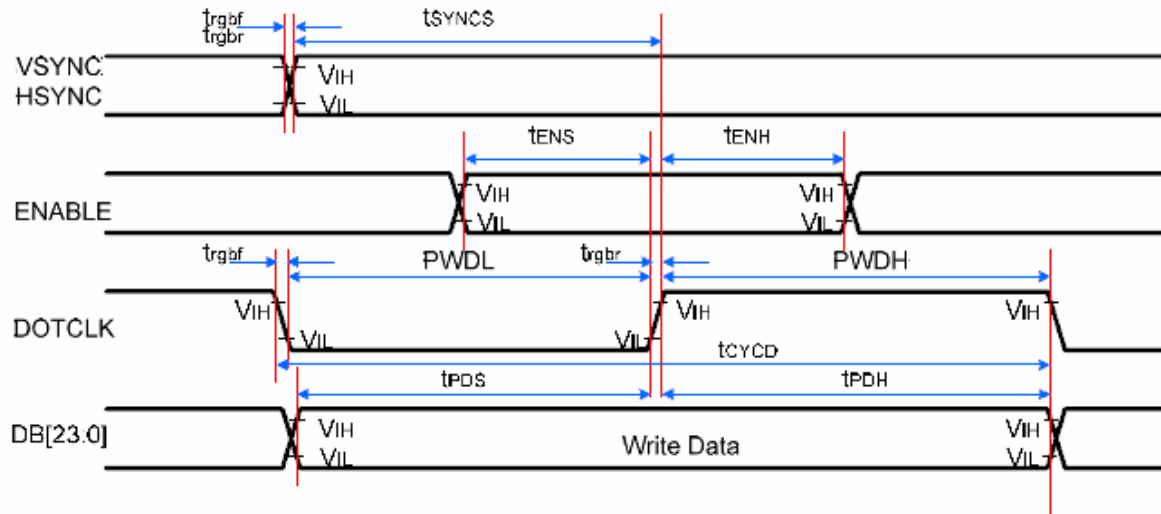 trgbf
trgbr
tSYNCS
VSYNC
HSYNC
VIH
VIL
tENS
tENH
ENABLE
VIH
VIL
VIH
VIL
trgbf
PWDL
trgbr
PWDH
DOTCLK
VIH
VIL
VIL
VIH
VIH
tCYCD
tPDS
tPDH
DB[23.0]
VIH
VIL
Write Data
VIH
VIL